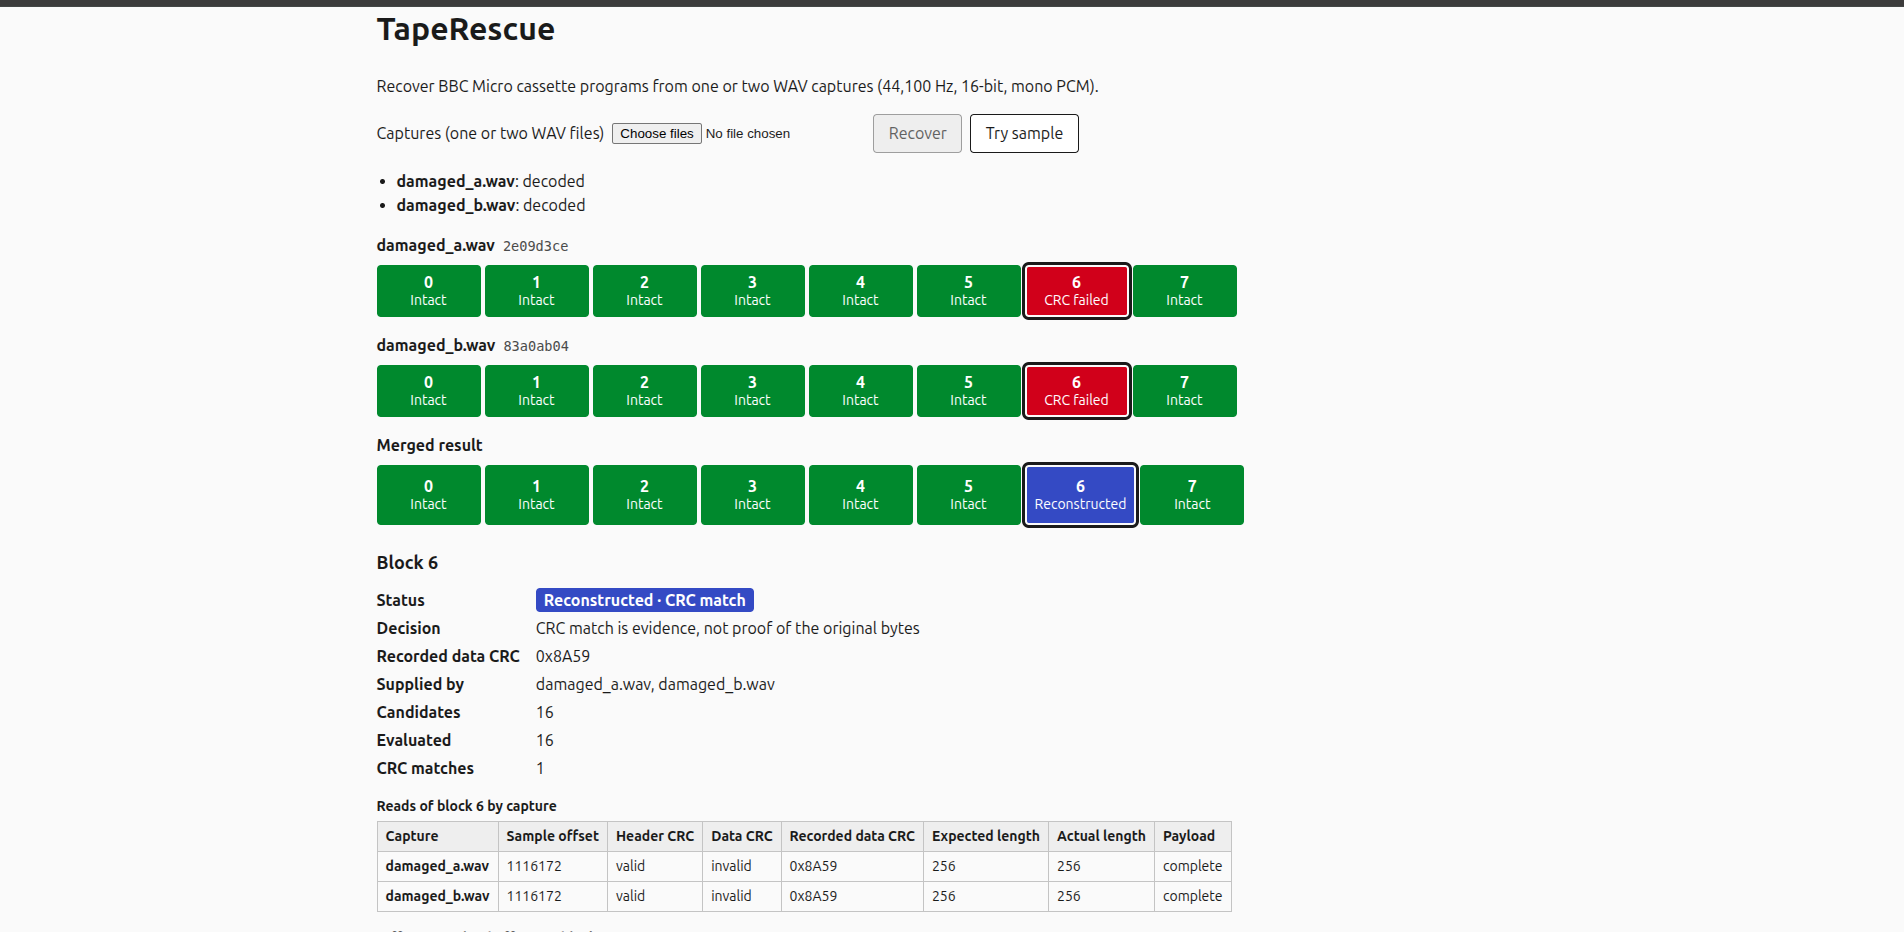 TapeRescue
Recover BBC Micro cassette programs from one or two WAV captures (44,100 Hz, 16-bit, mono PCM).
Captures (one or two WAV files) Choose files No file chosen Recover Try sample
• damaged_a.wav: decoded
• damaged_b.wav: decoded
damaged_a.wav 2e09d3ce
0 1 2 3 4 5 6 7
Intact Intact Intact Intact Intact Intact CRC failed Intact
damaged_b.wav 83a0ab04
0 1 2 3 4 5 6 7
Intact Intact Intact Intact Intact Intact CRC failed Intact
Merged result
0 1 2 3 4 5 6 7
Intact Intact Intact Intact Intact Intact Reconstructed Intact
Block 6
Status Reconstructed · CRC match
Decision CRC match is evidence, not proof of the original bytes
Recorded data CRC 0x8A59
Supplied by damaged_a.wav, damaged_b.wav
Candidates 16
Evaluated 16
CRC matches 1
Reads of block 6 by capture
Capture Sample offset Header CRC Data CRC Recorded data CRC Expected length Actual length Payload
damaged_a.wav 1116172 valid invalid 0x8A59 256 256 complete
damaged_b.wav 1116172 valid invalid 0x8A59 256 256 complete